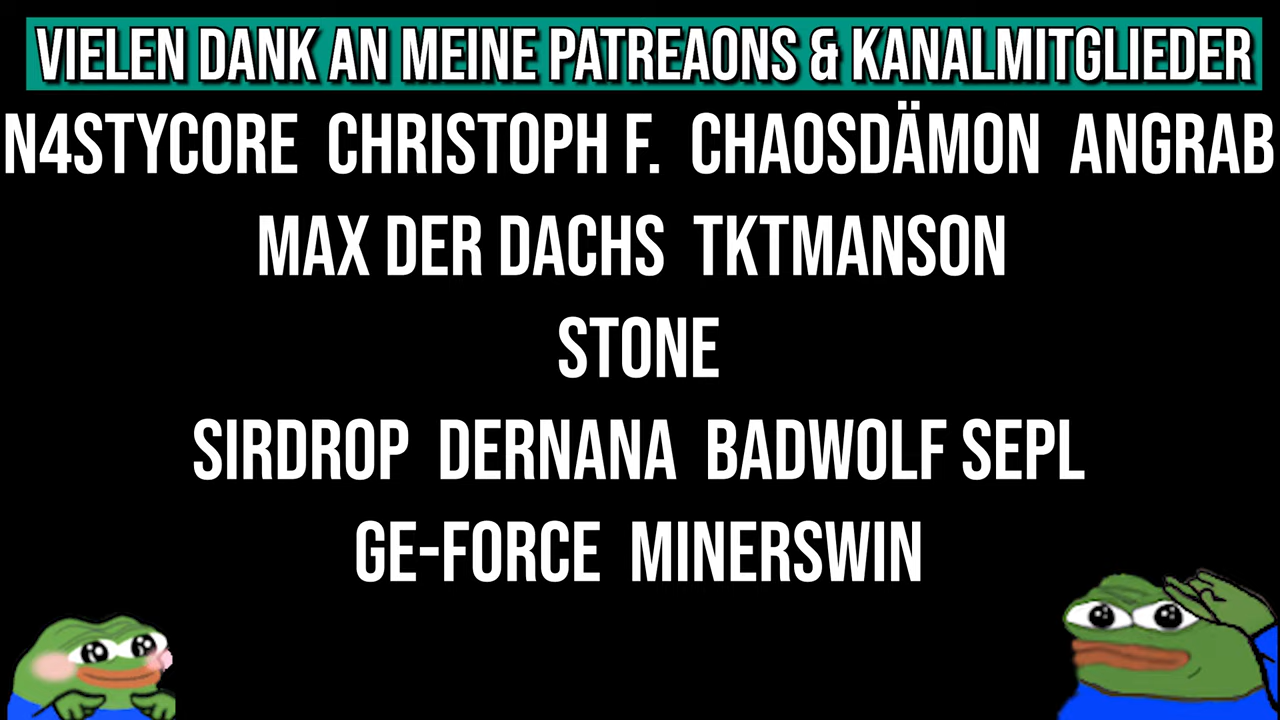 VIELEN DANK AN MEINE PATREAONS & KANALMITGLIEDER
N4STYCORE CHRISTOPH F. CHAOSDÄMON ANGRAB
MAX DER DACHS TKTMANSON
STONE
SIRDROP DERNANA BADWOLF SEPL
GE-FORCE MINERSWIN